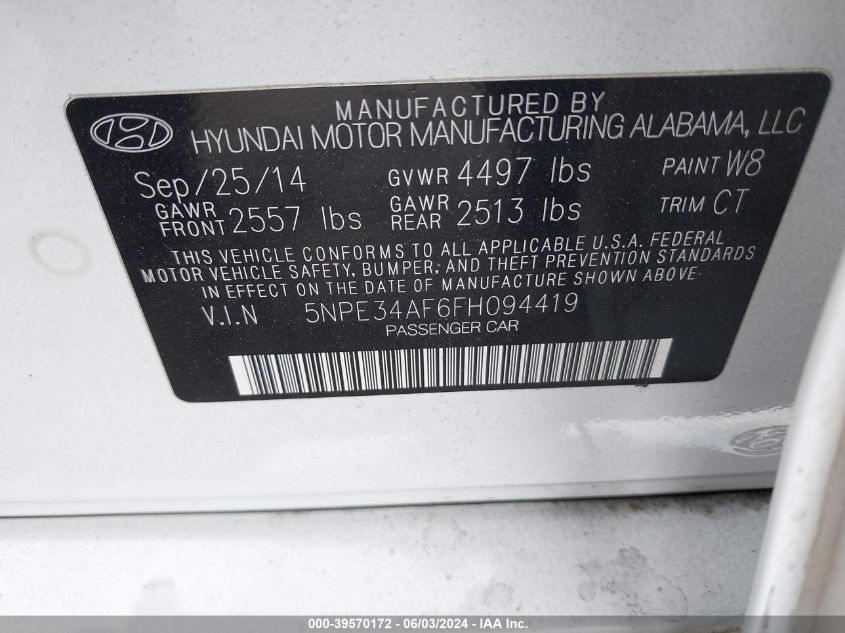 MANUFACTURED BY
HYUNDAI MOTOR MANUFACTURING ALABAMA, LLC
Sep/25/14 GVWR 4497 lbs PAINT W8
GAWR FRONT 2557 lbs GAWR REAR 2513 lbs TRIM CT
THIS VEHICLE CONFORMS TO ALL APPLICABLE U.S.A. FEDERAL
MOTOR VEHICLE SAFETY, BUMPER, AND THEFT PREVENTION STANDARDS
IN EFFECT ON THE DATE OF MANUFACTURE SHOWN ABOVE.
V.I.N 5NPE34AF6FH094419
PASSENGER CAR
000-39570172 - 06/03/2024 - IAA Inc.